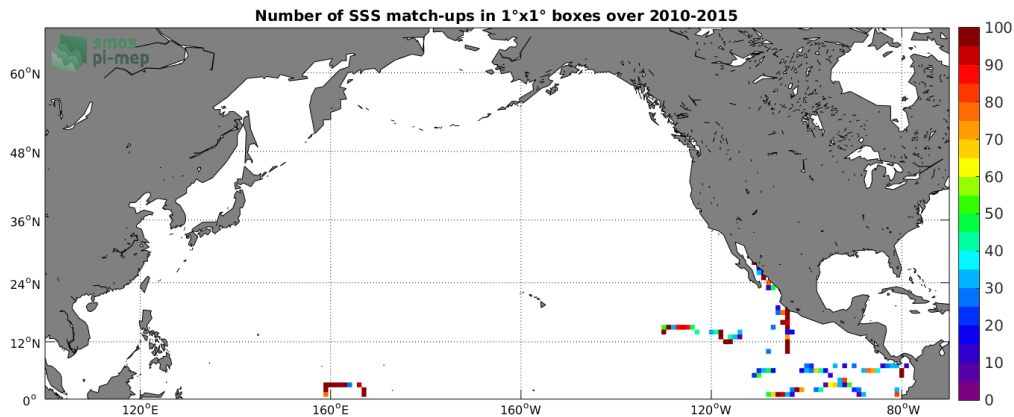 Number of SSS match-ups in 1°x1° boxes over 2010-2015
smos
pi-mep
60°N
48°N
36°N
24°N
12°N
0°
120°E
160°E
160°W
120°W
80°W
100
90
80
70
60
50
40
30
20
10
0